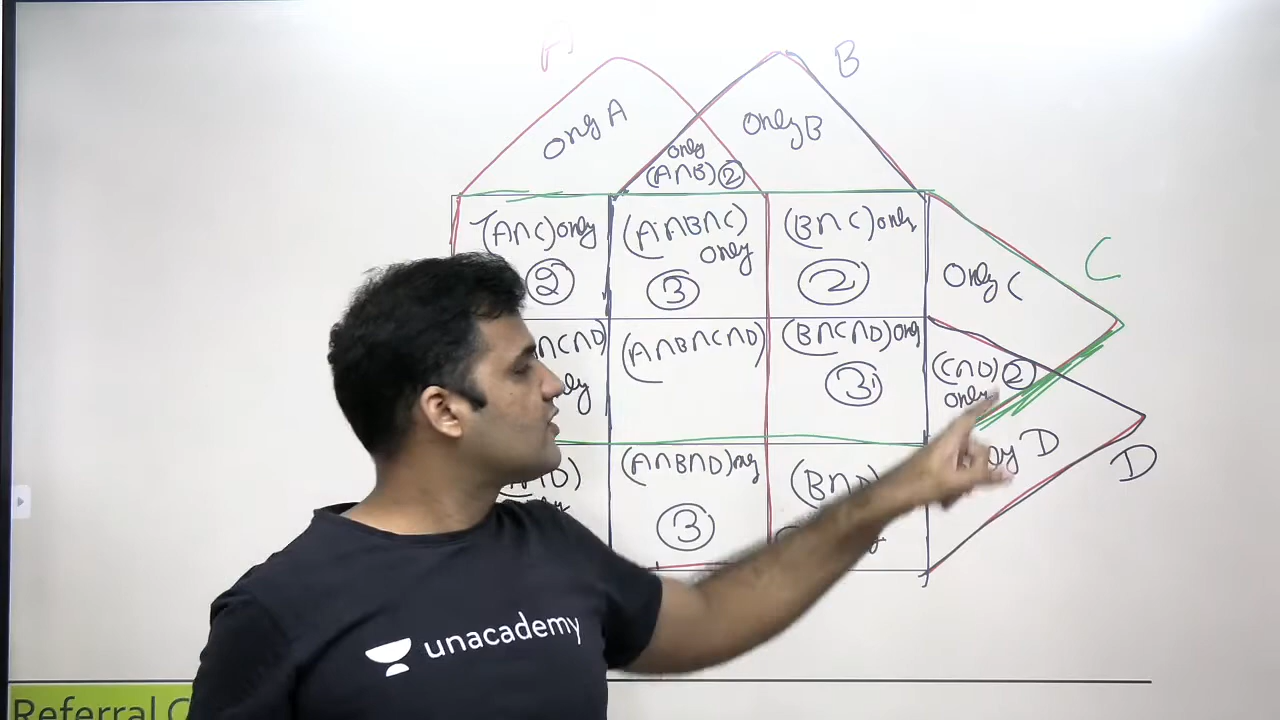 A
B
only A
only B
only
(A∩B) 2
(A∩C) only
2
(A∩B∩C)
only
3
(B∩C) only
2
only C
C
∩C∩D)
(A∩B∩C∩D)
(B∩C∩D) only
3
(C∩D) 2
only
D
D
(A∩B∩D) only
3
(B∩D
unacademy
Referral